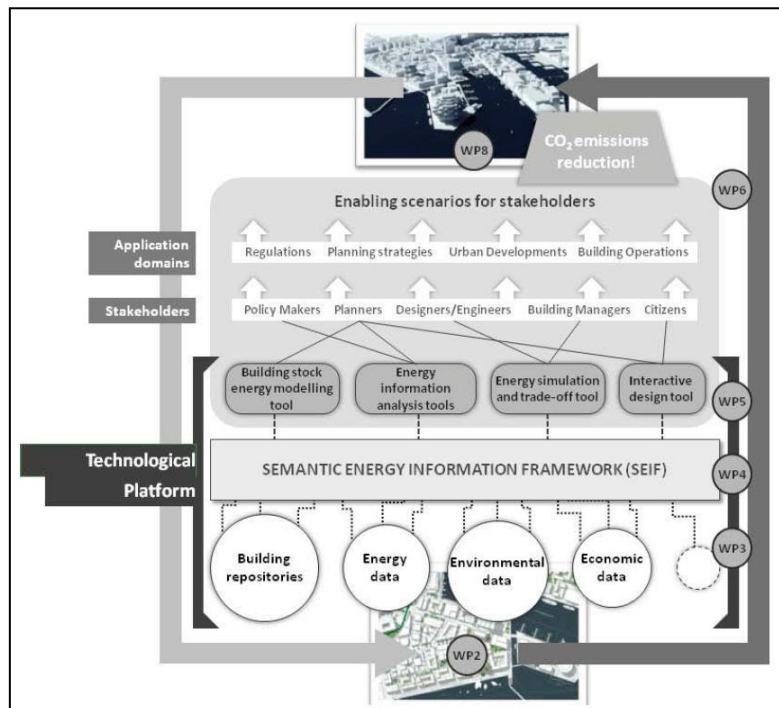 WP8
CO₂ emissions
reduction!
WP6
Enabling scenarios for stakeholders
Application
domains
Regulations Planning strategies Urban Developments Building Operations
Stakeholders
Policy Makers Planners Designers/Engineers Building Managers Citizens
Building stock
energy modelling
tool
Energy
information
analysis tools
Energy simulation
and trade-off tool
Interactive
design tool
WP5
Technological
Platform
SEMANTIC ENERGY INFORMATION FRAMEWORK (SEIF)
WP4
Building
repositories
Energy
data
Environmental
data
Economic
data
WP3
WP2